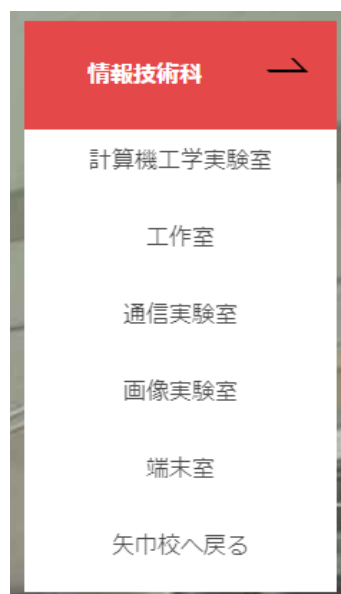 情報技術科
計算機工学実験室
工作室
通信実験室
画像実験室
端末室
矢巾校へ戻る